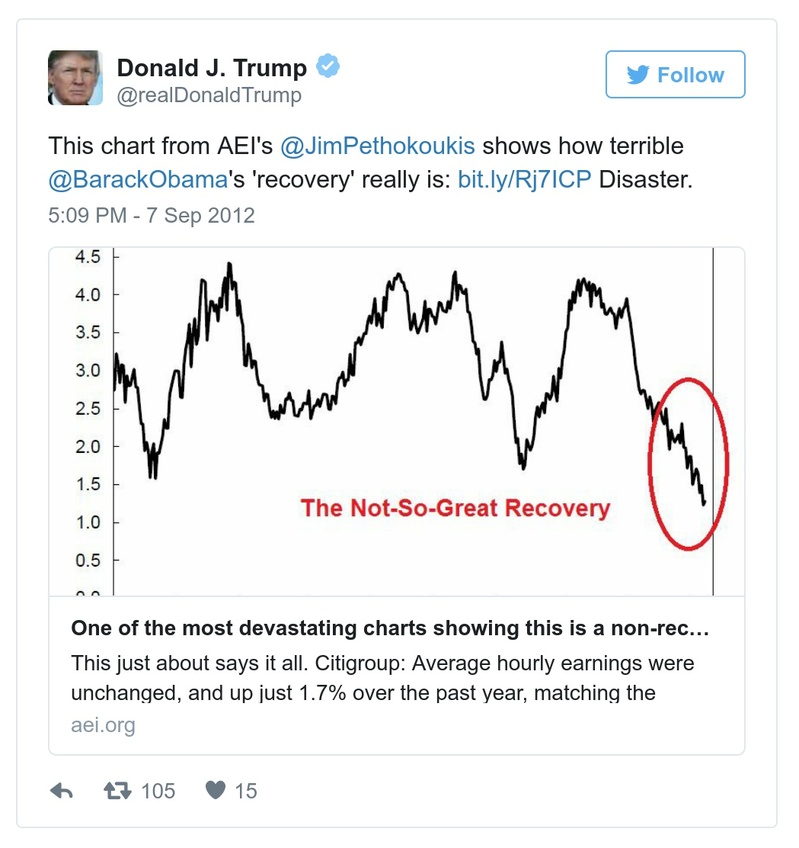 Donald J. Trump
Follow
@realDonaldTrump
This chart from AEI's @JimPethokoukis shows how terrible
@BarackObama's 'recovery' really is: bit.ly/Rj7ICP Disaster.
5:09 PM - 7 Sep 2012
4.5
4.0
3.5
3.0
2.5
2.0
1.5
The Not-So-Great Recovery
1.0
0.5
One of the most devastating charts showing this is a non-rec...
This just about says it all. Citigroup: Average hourly earnings were
unchanged, and up just 1.7% over the past year, matching the
aei.org
105
15